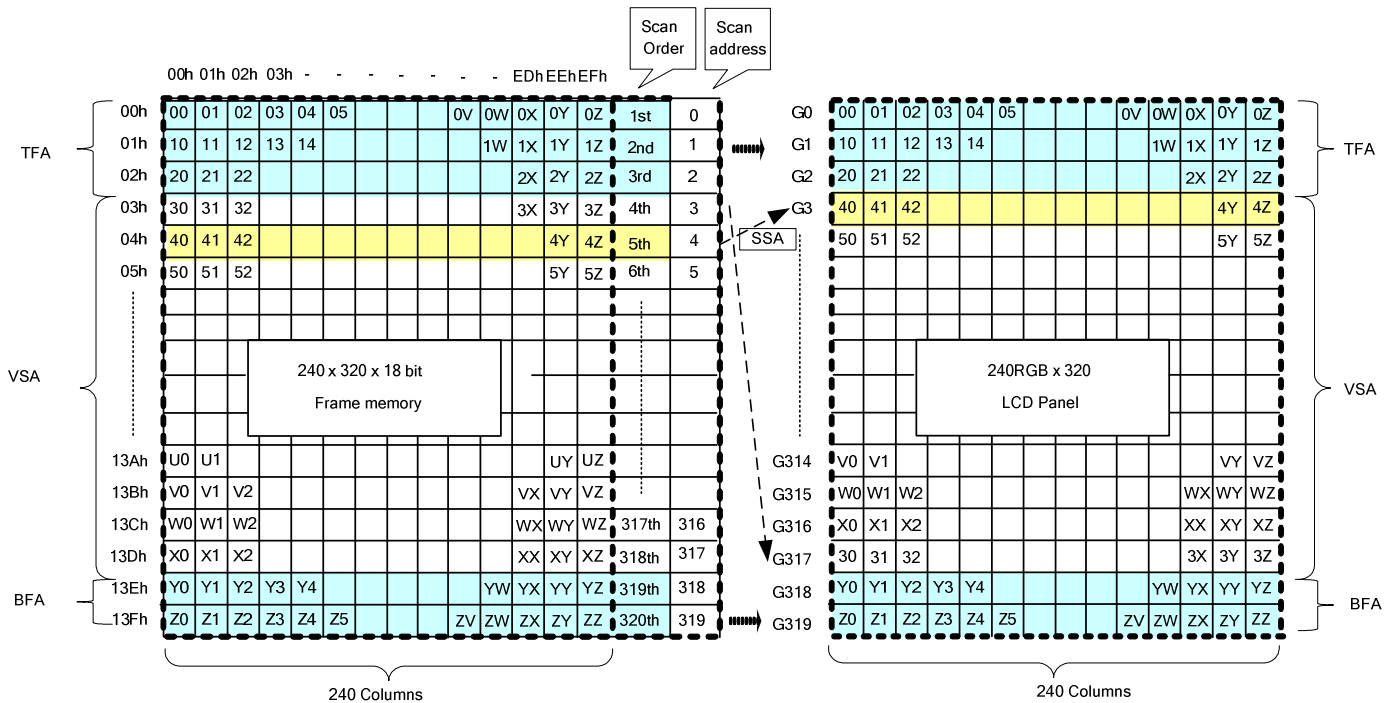 Scan Order
Scan address
00h 01h 02h 03h - - - - - - - EDh EEh EFh
TFA
00h 00 01 02 03 04 05 0V 0W 0X 0Y 0Z 1st 0
01h 10 11 12 13 14 1W 1X 1Y 1Z 2nd 1
02h 20 21 22 2X 2Y 2Z 3rd 2
VSA
03h 30 31 32 3X 3Y 3Z 4th 3
04h 40 41 42 4Y 4Z 5th 4
05h 50 51 52 5Y 5Z 6th 5
240 x 320 x 18 bit
Frame memory
13Ah U0 U1 UY UZ
13Bh V0 V1 V2 VX VY VZ
13Ch W0 W1 W2 WX WY WZ 317th 316
13Dh X0 X1 X2 XX XY XZ 318th 317
BFA
13Eh Y0 Y1 Y2 Y3 Y4 YW YX YY YZ 319th 318
13Fh Z0 Z1 Z2 Z3 Z4 Z5 ZV ZW ZX ZY ZZ 320th 319
240 Columns
SSA
G0 00 01 02 03 04 05 0V 0W 0X 0Y 0Z
G1 10 11 12 13 14 1W 1X 1Y 1Z
G2 20 21 22 2X 2Y 2Z
TFA
G3 40 41 42 4Y 4Z
50 51 52 5Y 5Z
240RGB x 320
LCD Panel
VSA
G314 V0 V1 VY VZ
G315 W0 W1 W2 WX WY WZ
G316 X0 X1 X2 XX XY XZ
G317 30 31 32 3X 3Y 3Z
G318 Y0 Y1 Y2 Y3 Y4 YW YX YY YZ
G319 Z0 Z1 Z2 Z3 Z4 Z5 ZV ZW ZX ZY ZZ
BFA
240 Columns